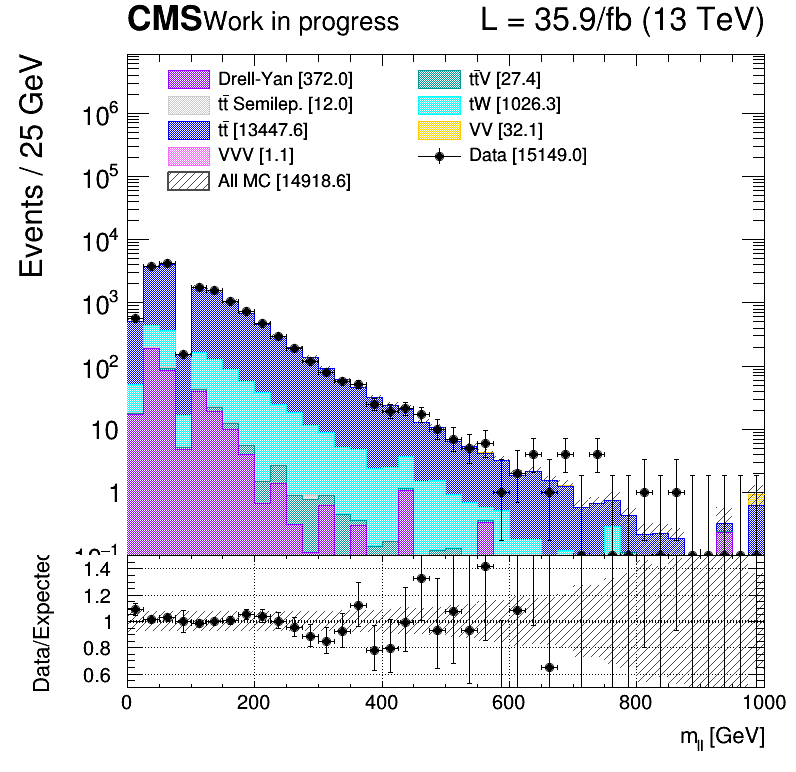 CMS Work in progress L = 35.9/fb (13 TeV)
Events / 25 GeV
Drell-Yan [372.0] tt̄V [27.4]
tt̄ Semilep. [12.0] tW [1026.3]
tt̄ [13447.6] VV [32.1]
VVV [1.1] Data [15149.0]
All MC [14918.6]
10⁶
10⁵
10⁴
10³
10²
10
1
10⁻¹
Data/Expected
1.4
1.2
1
0.8
0.6
0 200 400 600 800 1000
m_ll [GeV]